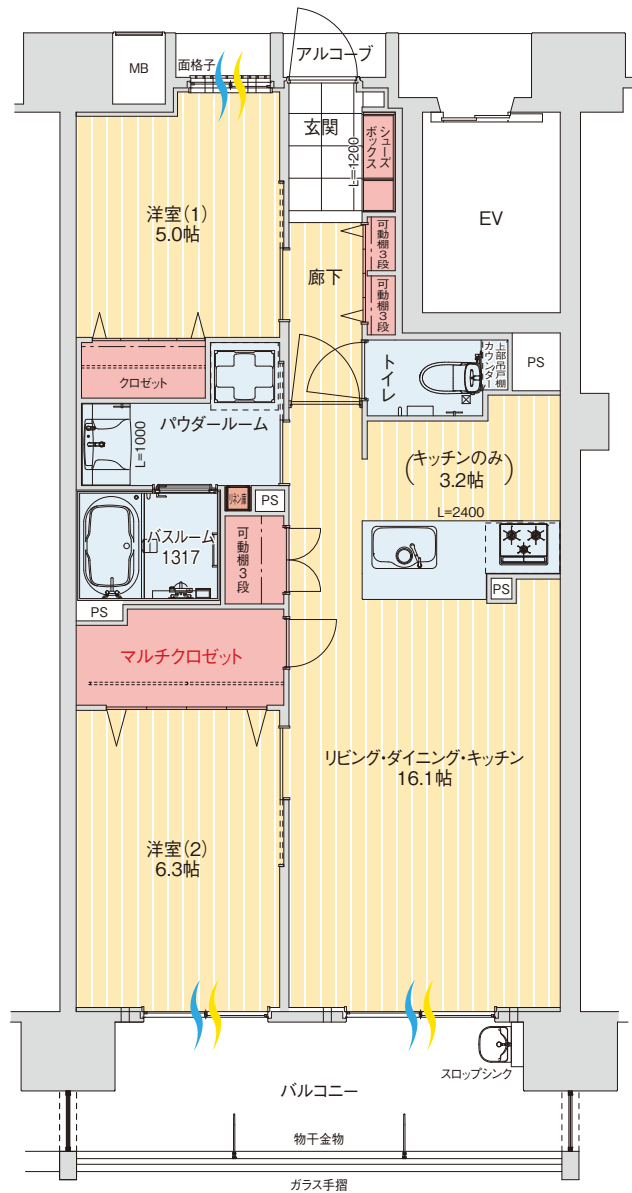 アルコーブ
MB
面格子
玄関
L=1200
シューズ
ボックス
洋室(1)
5.0帖
EV
可動棚3段
廊下
可動棚3段
トイレ
上部吊戸棚
カウンター
PS
クロゼット
パウダールーム
L=1000
(キッチンのみ)
3.2帖
リネン庫
PS
L=2400
バスルーム
1317
可動棚3段
PS
PS
マルチクロゼット
リビング・ダイニング・キッチン
16.1帖
洋室(2)
6.3帖
スロップシンク
バルコニー
物干金物
ガラス手摺